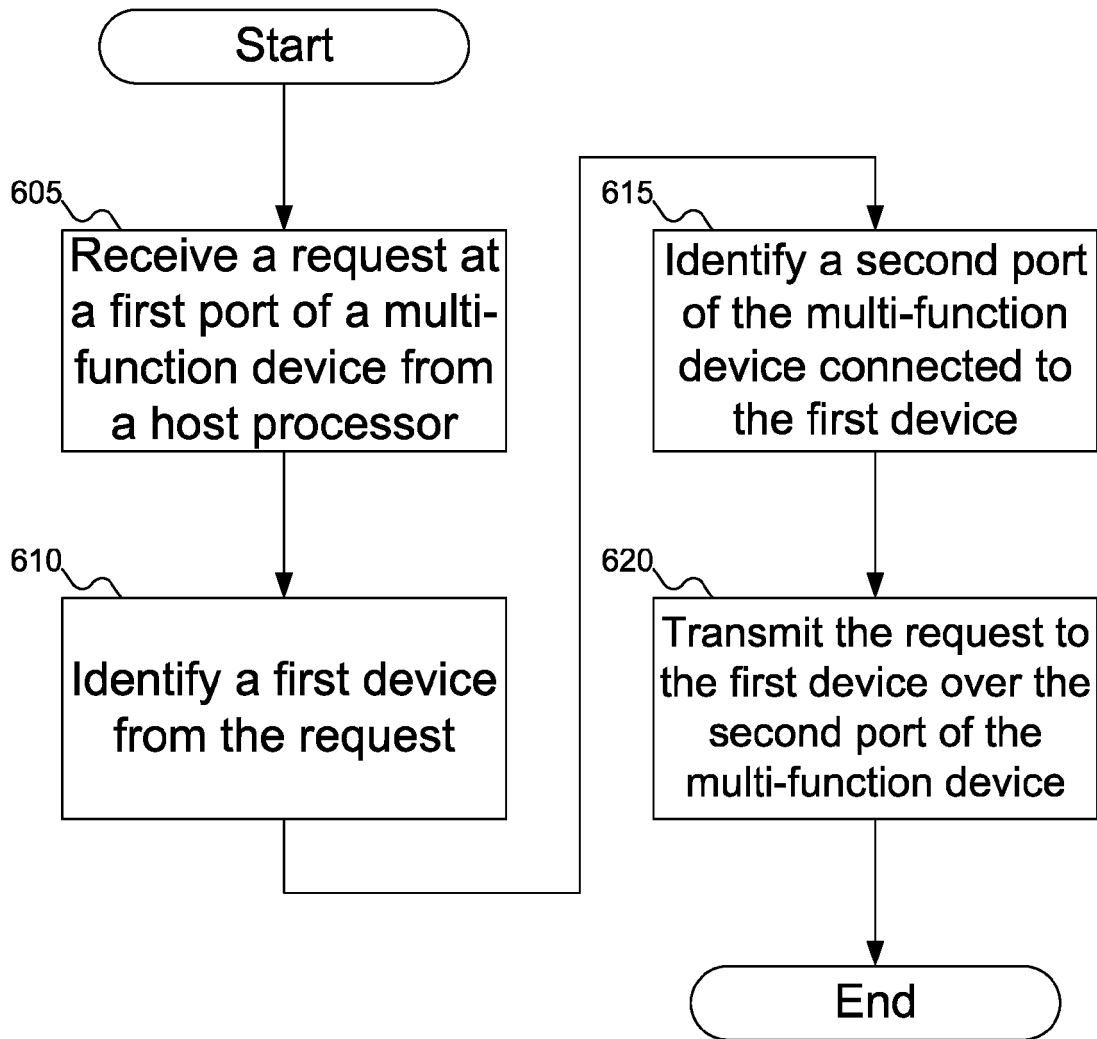 Start
605
Receive a request at
a first port of a multi-
function device from
a host processor
610
Identify a first device
from the request
615
Identify a second port
of the multi-function
device connected to
the first device
620
Transmit the request to
the first device over the
second port of the
multi-function device
End